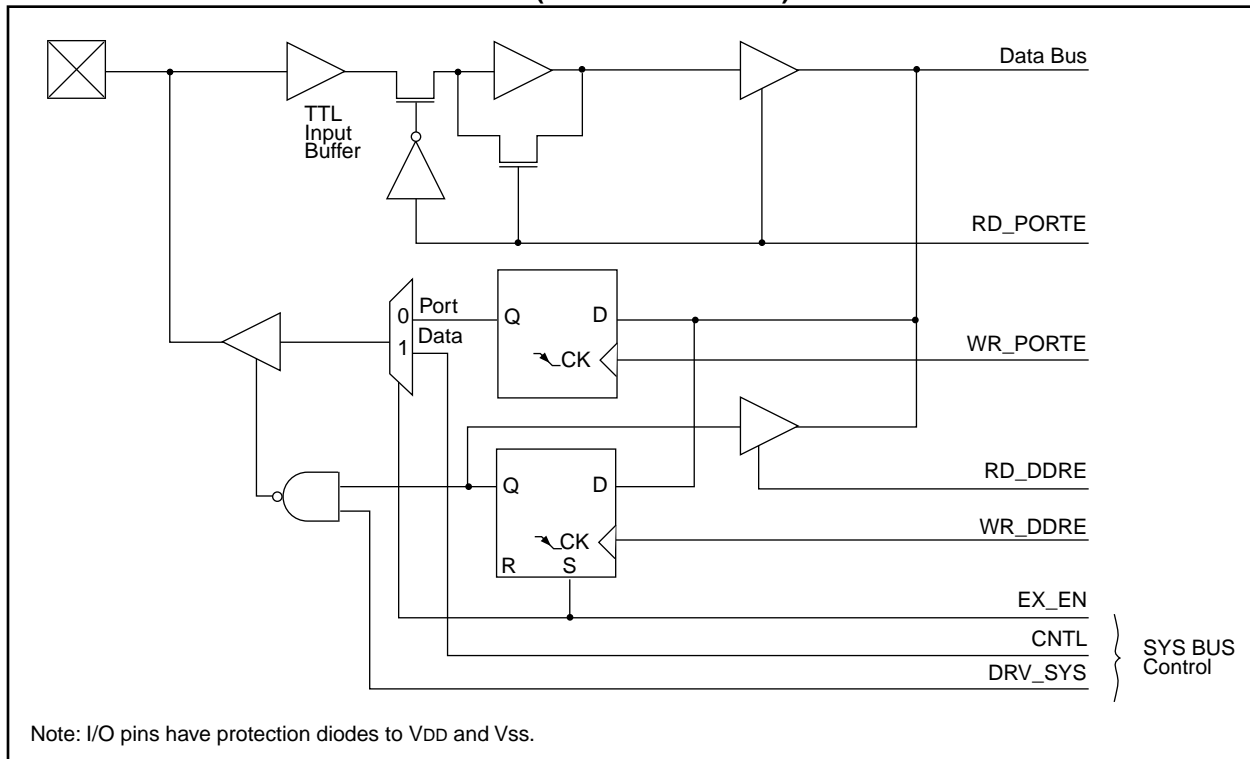 Data Bus
TTL
Input
Buffer
RD_PORTE
Port
0
Q
D
Data
1
CK
WR_PORTE
RD_DDRE
Q
D
CK
WR_DDRE
R
S
EX_EN
CNTL
SYS BUS
Control
DRV_SYS
Note: I/O pins have protection diodes to VDD and Vss.